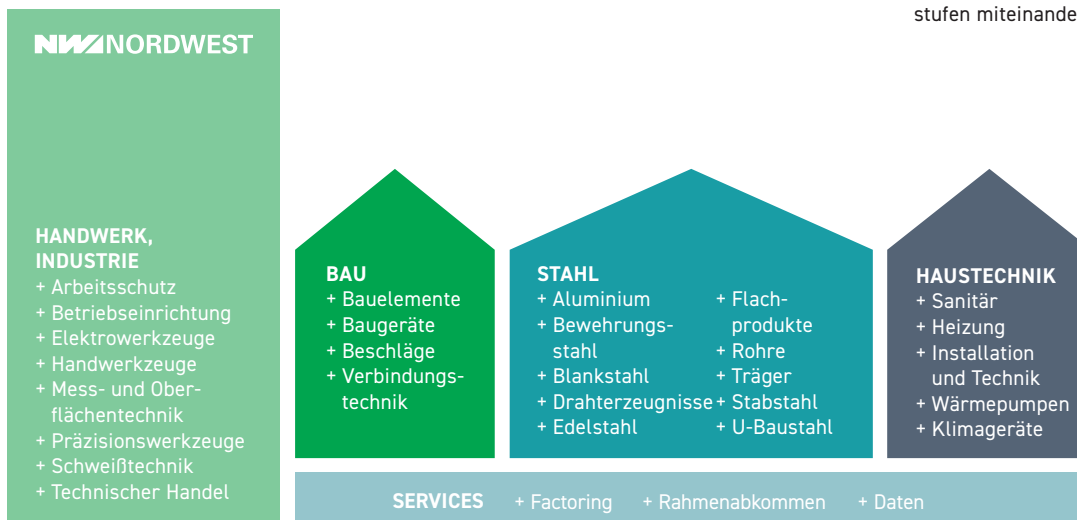 stufen miteinande
NW NORDWEST
HANDWERK,
INDUSTRIE
+ Arbeitsschutz
+ Betriebseinrichtung
+ Elektrowerkzeuge
+ Handwerkzeuge
+ Mess- und Ober-
flächentechnik
+ Präzisionswerkzeuge
+ Schweißtechnik
+ Technischer Handel
BAU
+ Bauelemente
+ Baugeräte
+ Beschläge
+ Verbindungs-
technik
STAHL
+ Aluminium
+ Bewehrungs-
stahl
+ Blankstahl
+ Drahterzeugnisse
+ Edelstahl
+ Flach-
produkte
+ Rohre
+ Träger
+ Stabstahl
+ U-Baustahl
HAUSTECHNIK
+ Sanitär
+ Heizung
+ Installation
und Technik
+ Wärmepumpen
+ Klimageräte
SERVICES + Factoring + Rahmenabkommen + Daten